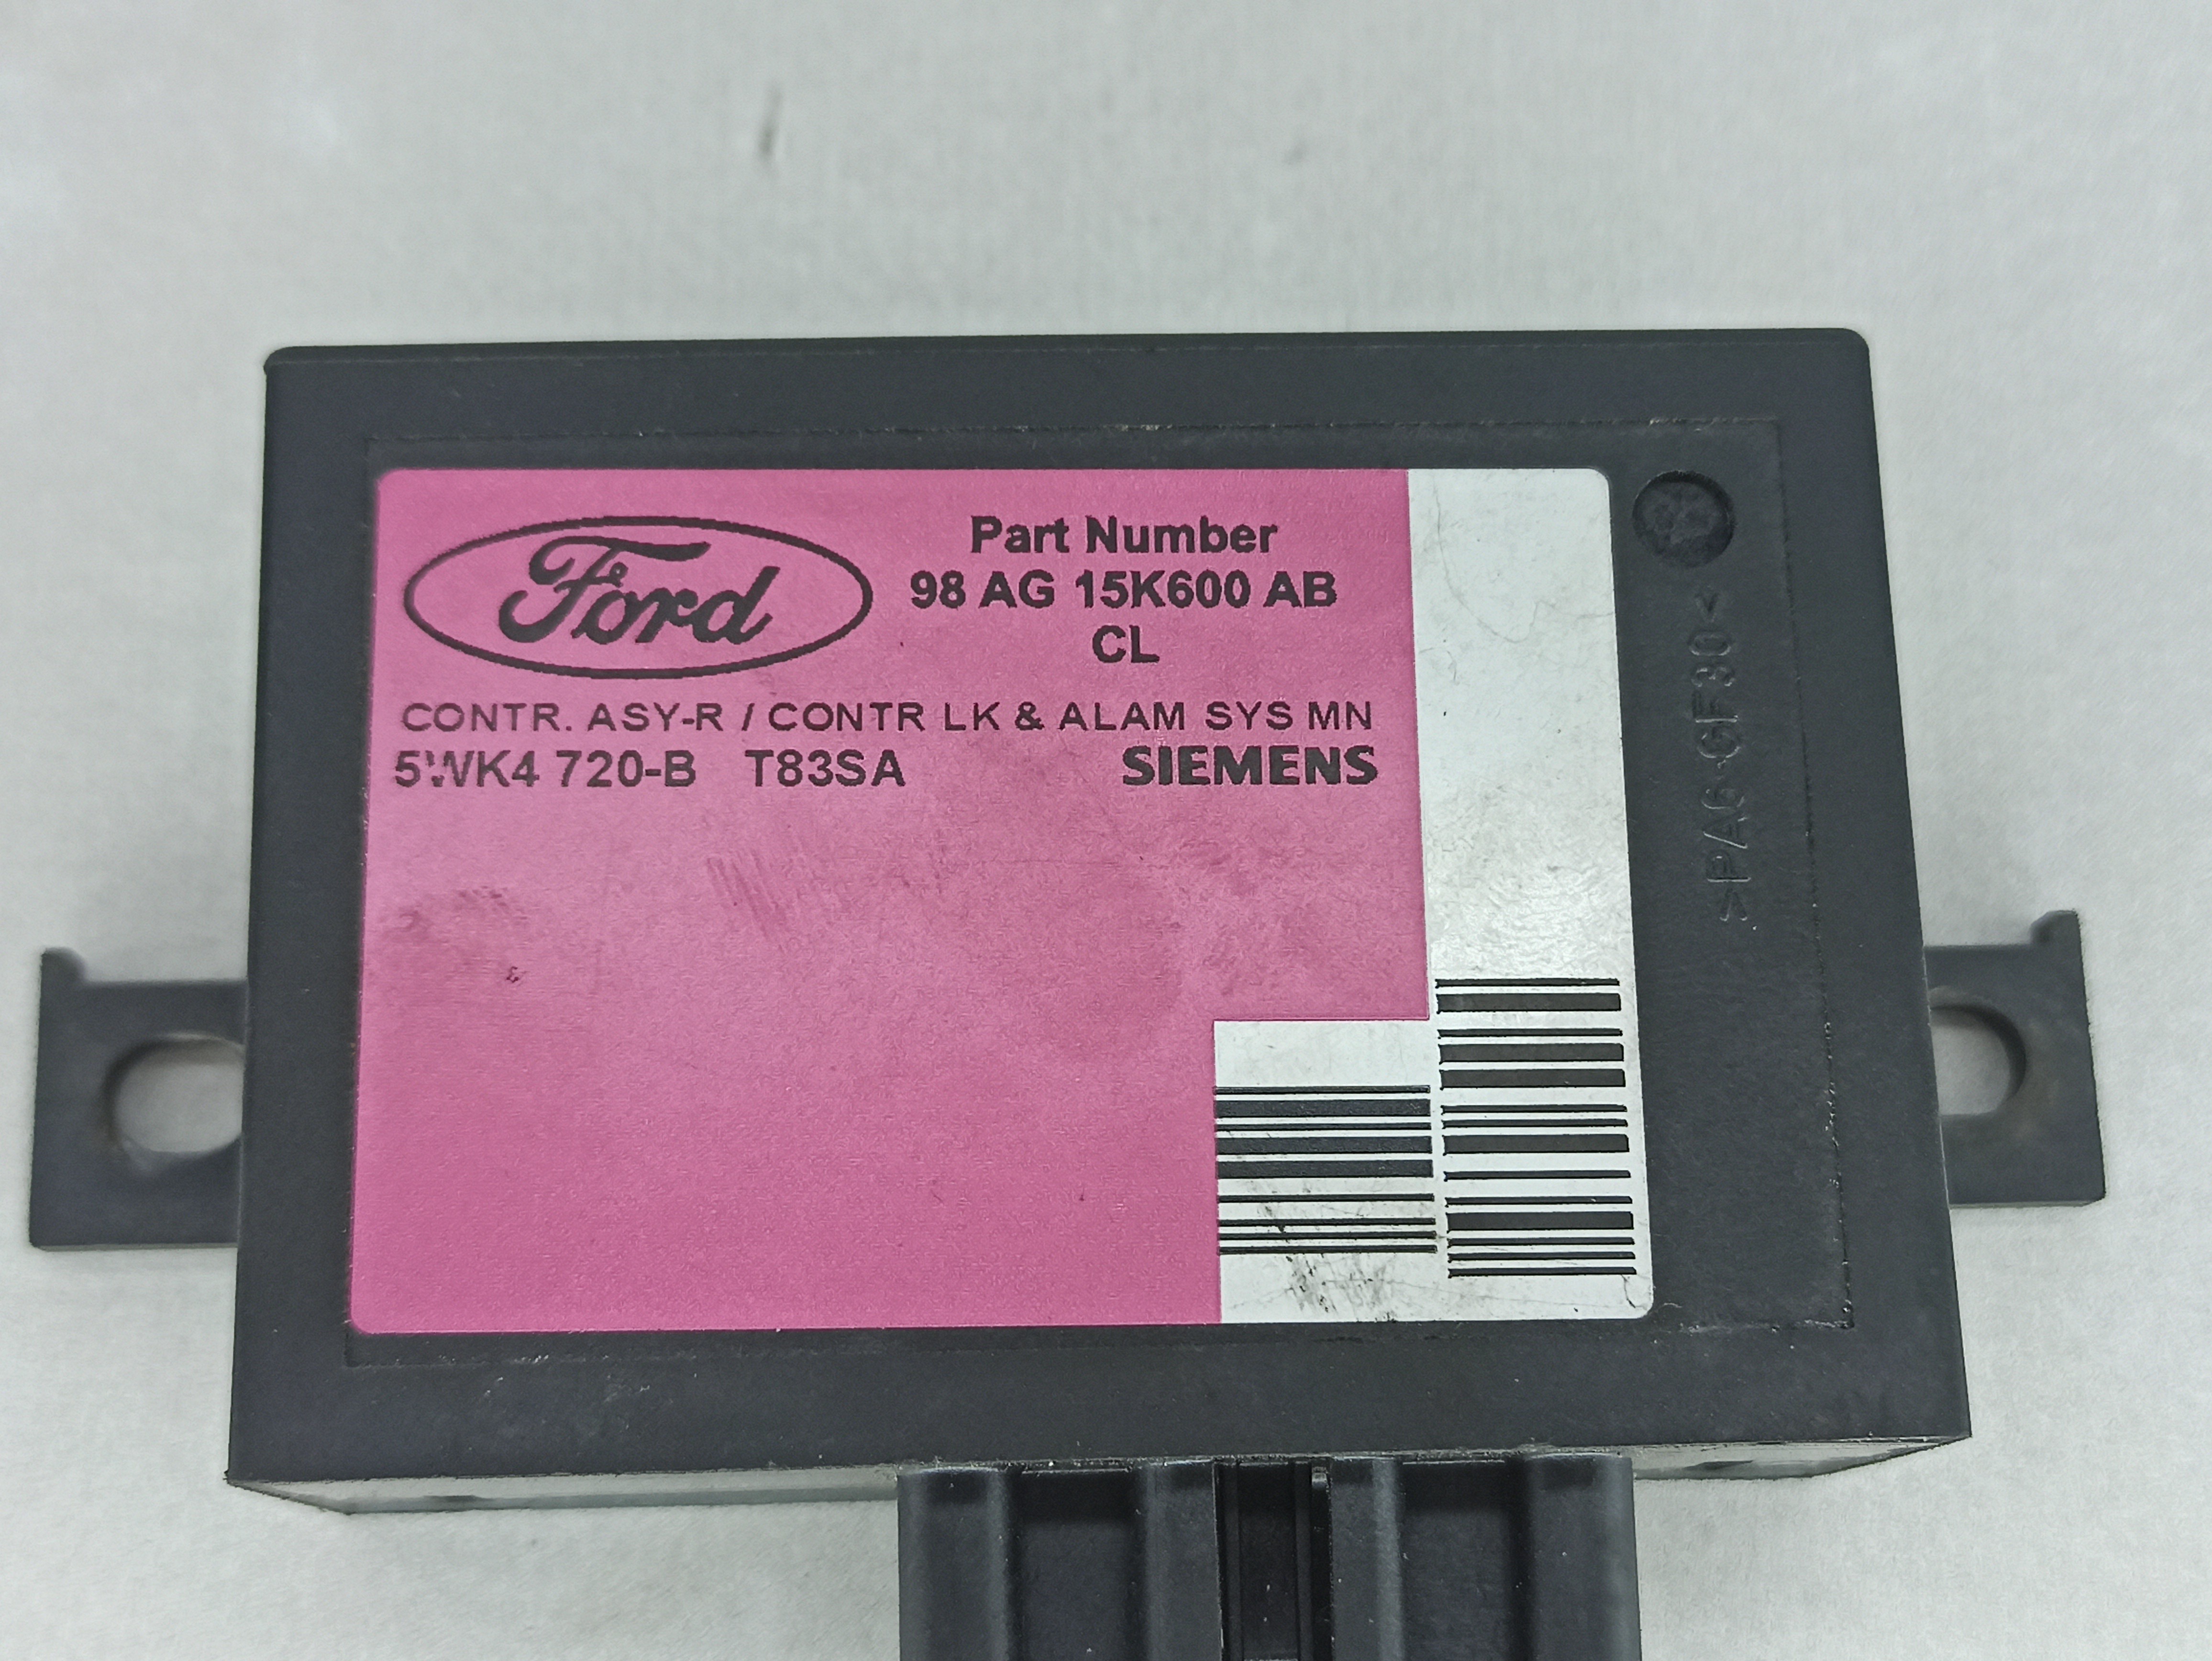 Ford
Part Number
98 AG 15K600 AB
CL
CONTR. ASY-R / CONTR LK & ALAM SYS MN
5WK4 720-B T83SA SIEMENS
>PA6-GF30<